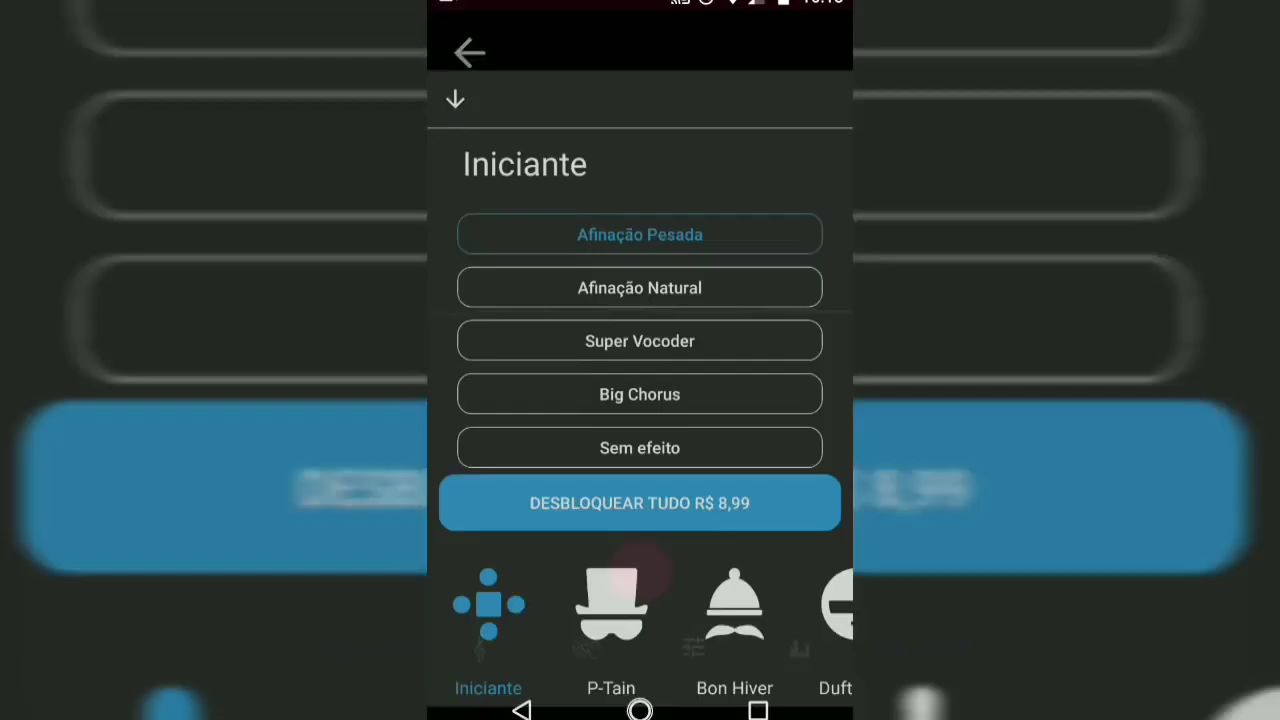 Iniciante
Afinação Pesada
Afinação Natural
Super Vocoder
Big Chorus
Sem efeito
DESBLOQUEAR TUDO R$ 8,99
Iniciante
P-Tain
Bon Hiver
Duft